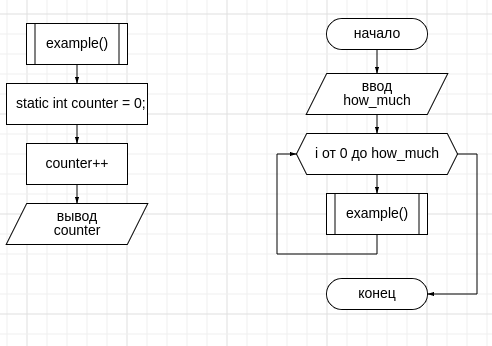 example()
static int counter = 0;
counter++
вывод
counter
начало
ввод
how_much
i от 0 до how_much
example()
конец